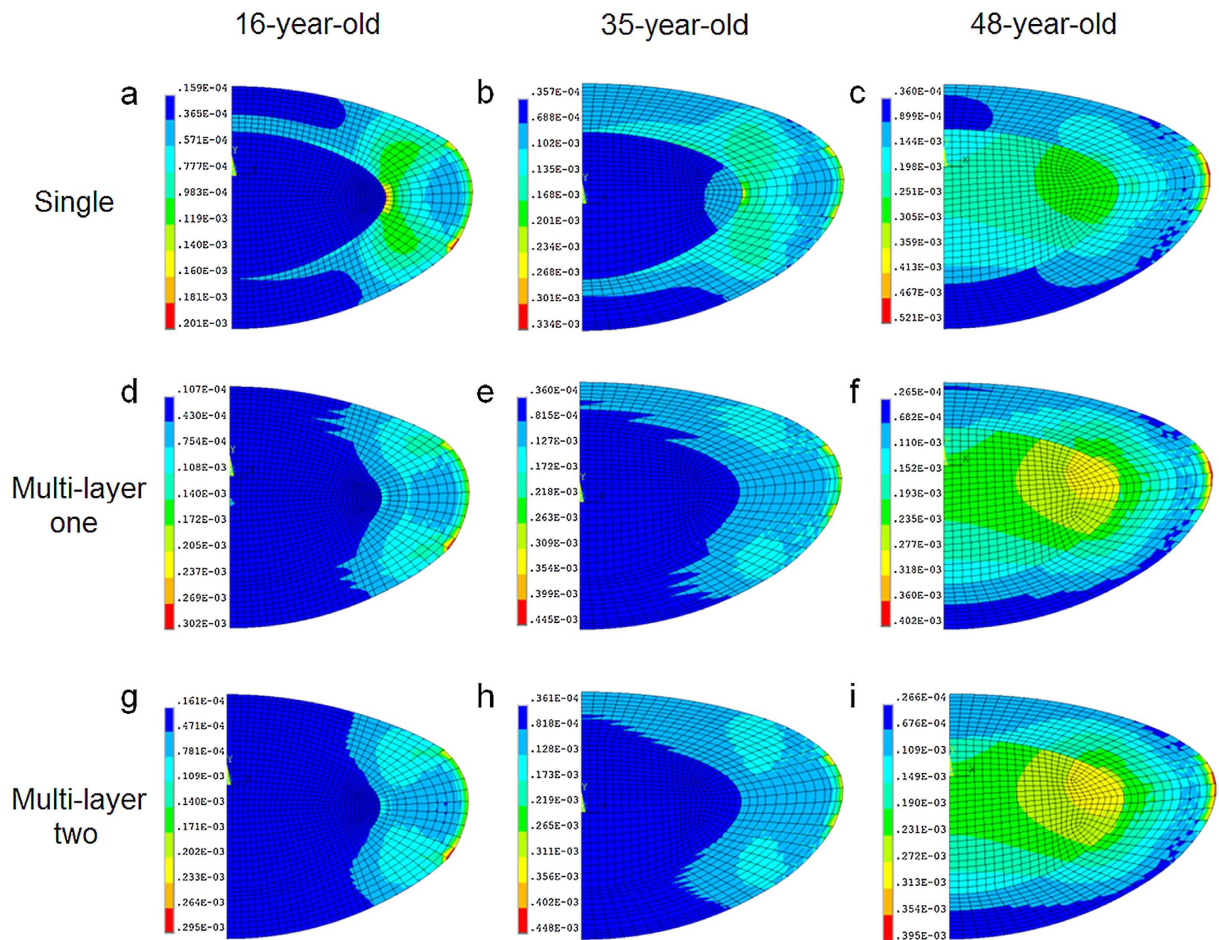 16-year-old 35-year-old 48-year-old
Single
a
.159E-04
.365E-04
.571E-04
.777E-04
.983E-04
.119E-03
.140E-03
.160E-03
.181E-03
.201E-03
Y
b
.357E-04
.688E-04
.102E-03
.135E-03
.168E-03
.201E-03
.234E-03
.268E-03
.301E-03
.334E-03
Y
c
.360E-04
.899E-04
.144E-03
.198E-03
.251E-03
.305E-03
.359E-03
.413E-03
.467E-03
.521E-03
X
Multi-layer
one
d
.107E-04
.430E-04
.754E-04
.108E-03
.140E-03
.172E-03
.205E-03
.237E-03
.269E-03
.302E-03
Y
e
.360E-04
.815E-04
.127E-03
.172E-03
.218E-03
.263E-03
.309E-03
.354E-03
.399E-03
.445E-03
Y
f
.265E-04
.682E-04
.110E-03
.152E-03
.193E-03
.235E-03
.277E-03
.318E-03
.360E-03
.402E-03
X
Multi-layer
two
g
.161E-04
.471E-04
.781E-04
.109E-03
.140E-03
.171E-03
.202E-03
.233E-03
.264E-03
.295E-03
Y
h
.361E-04
.818E-04
.128E-03
.173E-03
.219E-03
.265E-03
.311E-03
.356E-03
.402E-03
.448E-03
Y
i
.266E-04
.676E-04
.109E-03
.149E-03
.190E-03
.231E-03
.272E-03
.313E-03
.354E-03
.395E-03
X